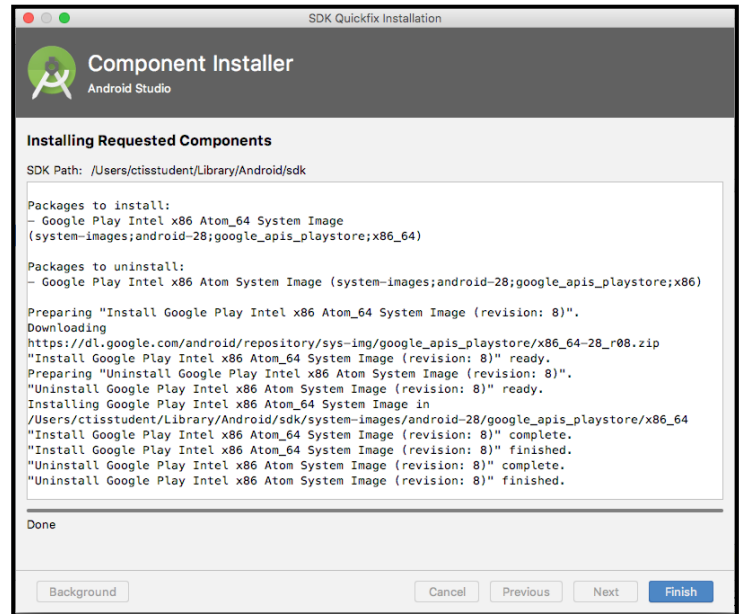 SDK Quickfix Installation
Component Installer
Android Studio
Installing Requested Components
SDK Path: /Users/ctisstudent/Library/Android/sdk
Packages to install:
- Google Play Intel x86 Atom_64 System Image
(system-images;android-28;google_apis_playstore;x86_64)
Packages to uninstall:
- Google Play Intel x86 Atom System Image (system-images;android-28;google_apis_playstore;x86)
Preparing "Install Google Play Intel x86 Atom_64 System Image (revision: 8)".
Downloading
https://dl.google.com/android/repository/sys-img/google_apis_playstore/x86_64-28_r08.zip
"Install Google Play Intel x86 Atom_64 System Image (revision: 8)" ready.
Preparing "Uninstall Google Play Intel x86 Atom System Image (revision: 8)".
"Uninstall Google Play Intel x86 Atom System Image (revision: 8)" ready.
Installing Google Play Intel x86 Atom_64 System Image in
/Users/ctisstudent/Library/Android/sdk/system-images/android-28/google_apis_playstore/x86_64
"Install Google Play Intel x86 Atom_64 System Image (revision: 8)" complete.
"Install Google Play Intel x86 Atom_64 System Image (revision: 8)" finished.
"Uninstall Google Play Intel x86 Atom System Image (revision: 8)" complete.
"Uninstall Google Play Intel x86 Atom System Image (revision: 8)" finished.
Done
Background Cancel Previous Next Finish